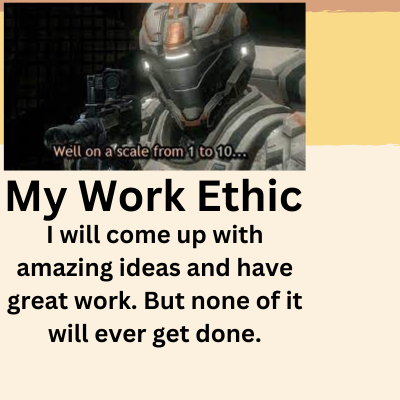 Well on a scale from 1 to 10...
My Work Ethic
I will come up with
amazing ideas and have
great work. But none of it
will ever get done.